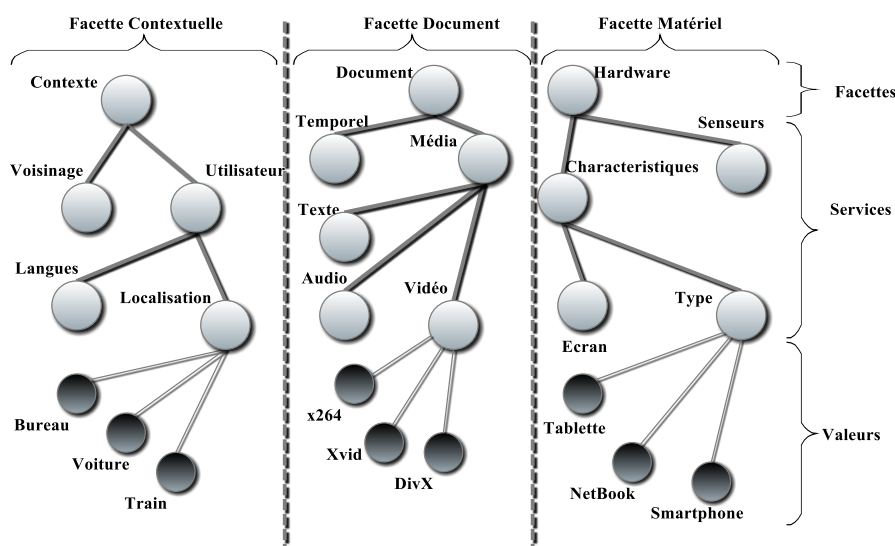 Facette Contextuelle
Facette Document
Facette Matériel
Contexte
Voisinage
Utilisateur
Langues
Localisation
Bureau
Voiture
Train
Document
Temporel
Média
Texte
Audio
Vidéo
x264
Xvid
DivX
Hardware
Senseurs
Characteristiques
Ecran
Type
Tablette
NetBook
Smartphone
Facettes
Services
Valeurs